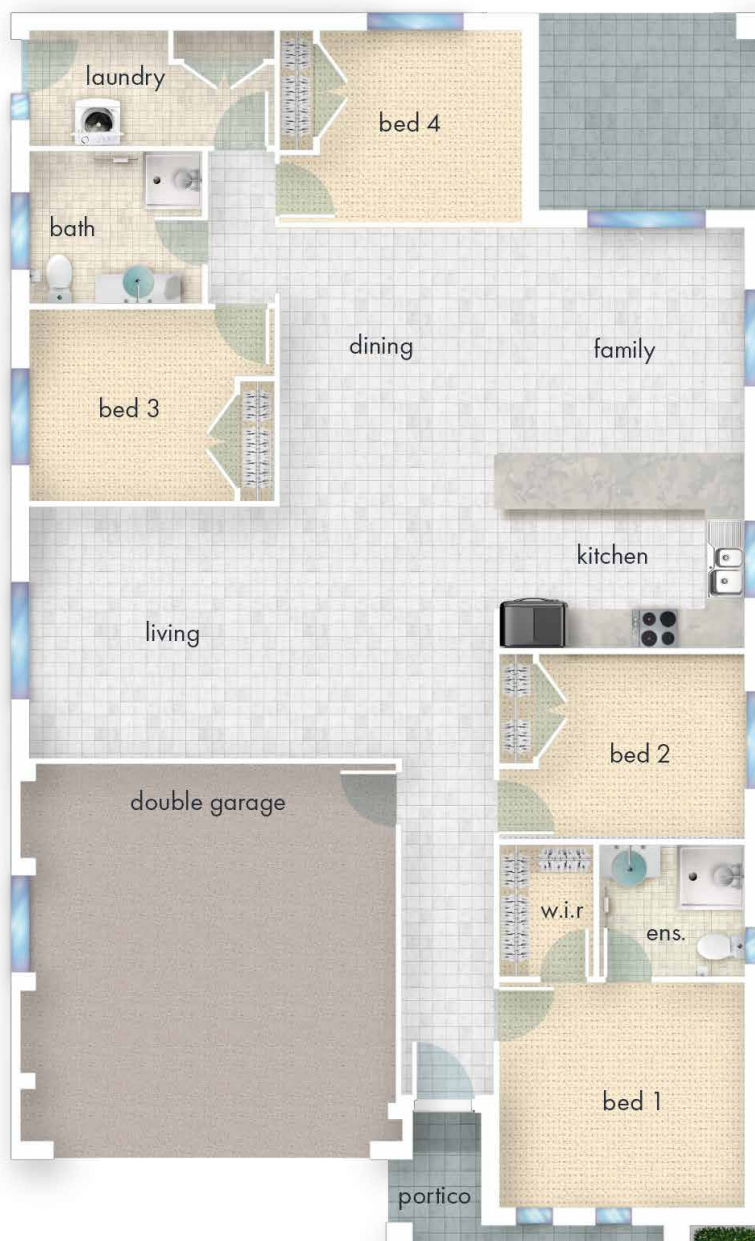 laundry
bed 4
bath
dining
family
bed 3
kitchen
living
bed 2
double garage
w.i.r
ens.
bed 1
portico